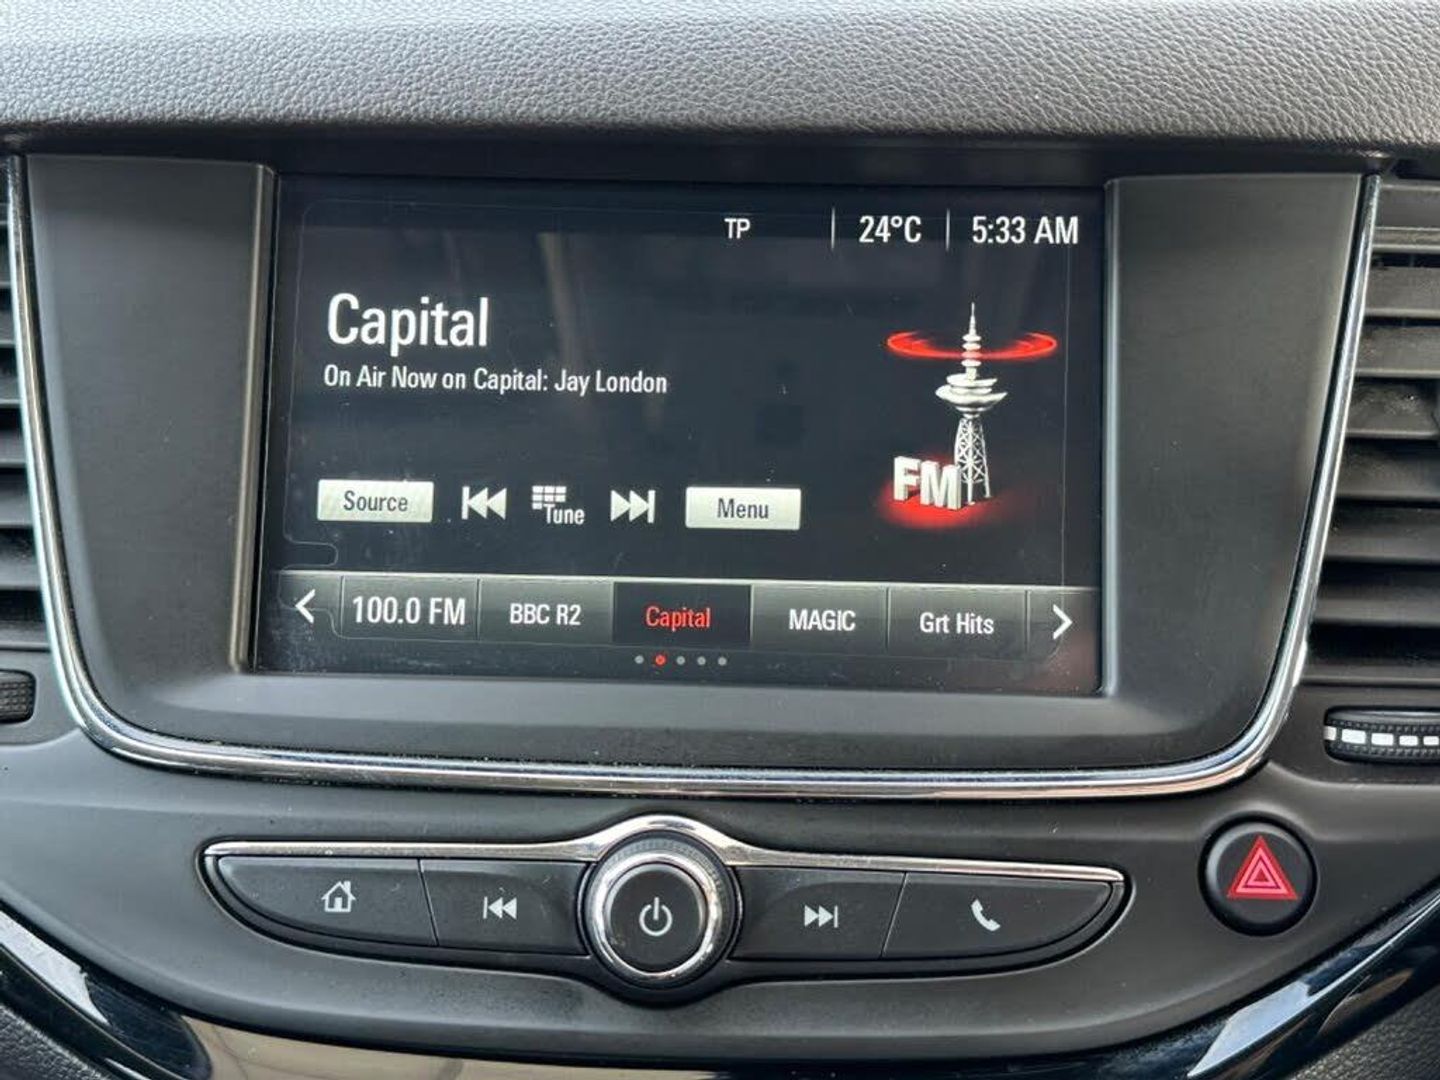 TP 24°C 5:33 AM
Capital
On Air Now on Capital: Jay London
FM
Source Tune Menu
100.0 FM BBC R2 Capital MAGIC Grt Hits